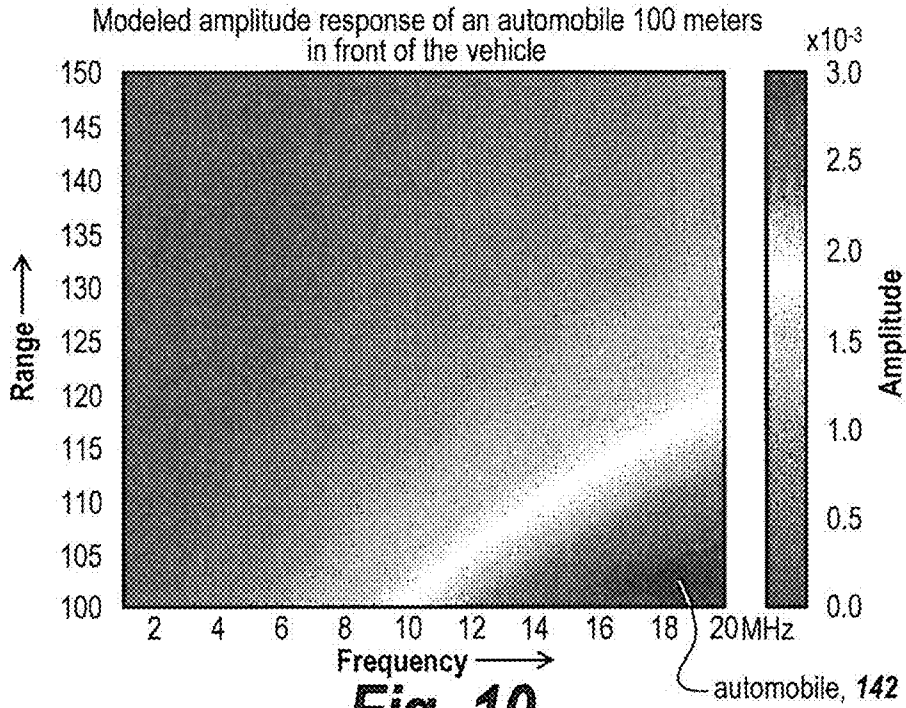 Modeled amplitude response of an automobile 100 meters
in front of the vehicle
x10-3
150
145
140
135
130
125
120
115
110
105
100
Range
2 4 6 8 10 12 14 16 18 20MHz
Frequency
3.0
2.5
2.0
1.5
1.0
0.5
0.0
Amplitude
automobile, 142
Fig. 10